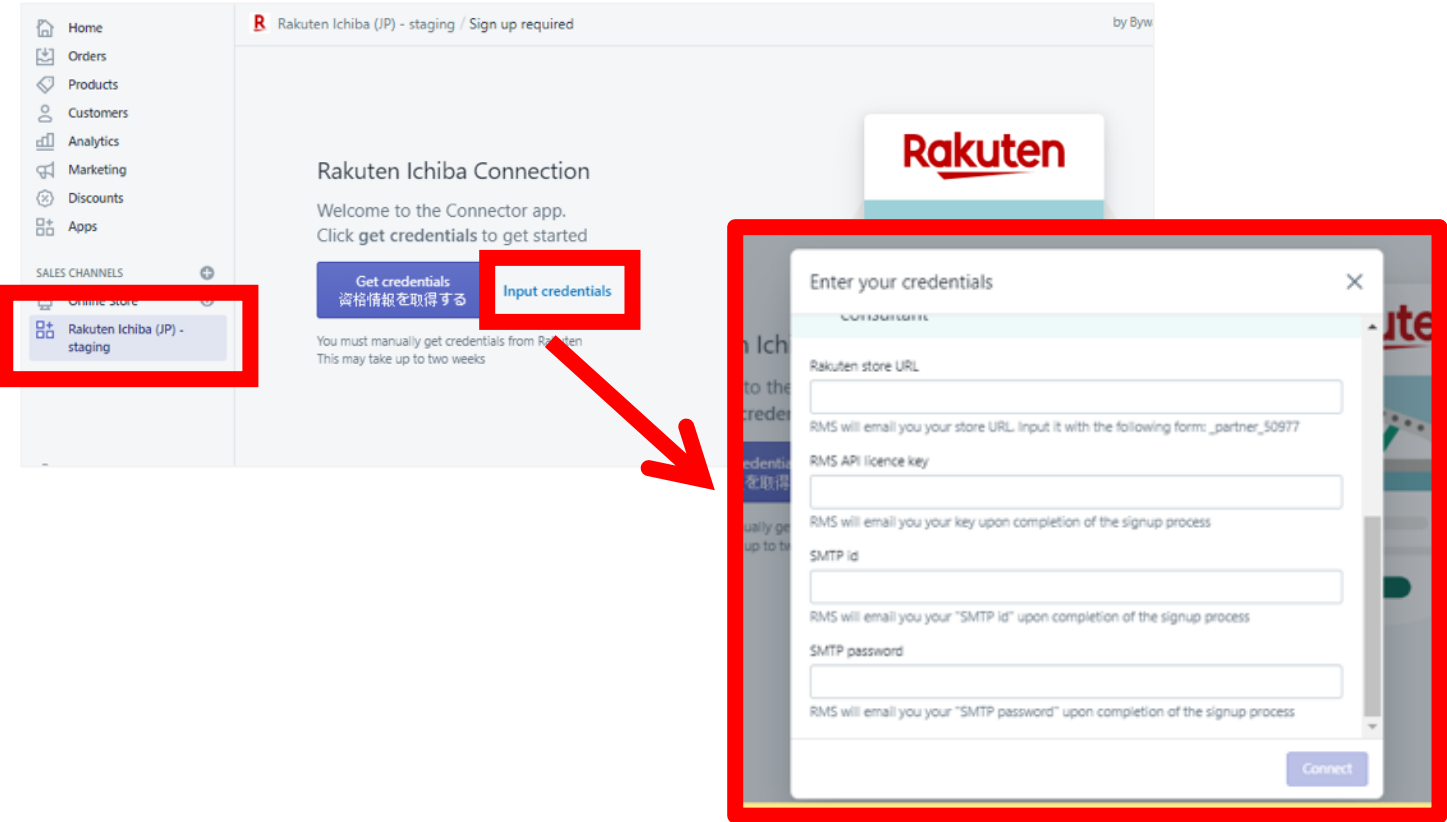 Home
Orders
Products
Customers
Analytics
Marketing
Discounts
Apps
SALES CHANNELS
Online Store
Rakuten Ichiba (JP) -
staging
R Rakuten Ichiba (JP) - staging / Sign up required
by Byw
Rakuten Ichiba Connection
Welcome to the Connector app.
Click get credentials to get started
Get credentials
資格情報を取得する
Input credentials
You must manually get credentials from Rakuten
This may take up to two weeks
Rakuten
Enter your credentials
consultant
Rakuten store URL
RMS will email you your store URL. Input it with the following form: _partner_50977
RMS API licence key
RMS will email you your key upon completion of the signup process
SMTP id
RMS will email you your "SMTP id" upon completion of the signup process
SMTP password
RMS will email you your "SMTP password" upon completion of the signup process
Connect